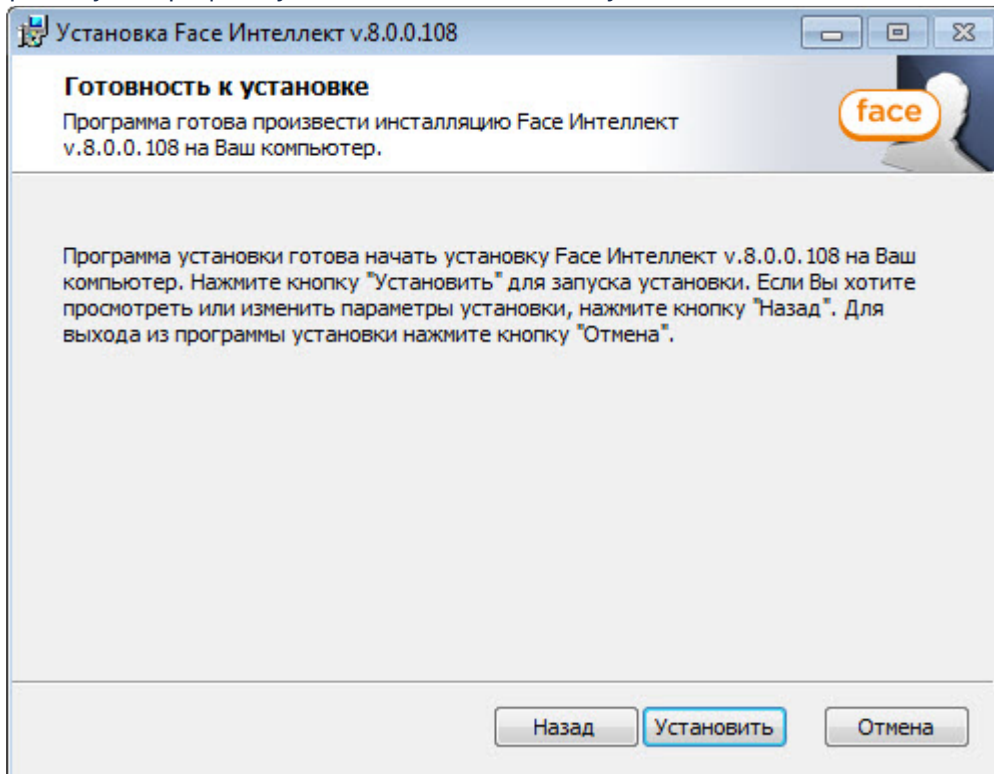 Установка Face Интеллект v.8.0.0.108
Готовность к установке
Программа готова произвести инсталляцию Face Интеллект
v.8.0.0.108 на Ваш компьютер.
face
Программа установки готова начать установку Face Интеллект v.8.0.0.108 на Ваш
компьютер. Нажмите кнопку "Установить" для запуска установки. Если Вы хотите
просмотреть или изменить параметры установки, нажмите кнопку "Назад". Для
выхода из программы установки нажмите кнопку "Отмена".
Назад
Установить
Отмена